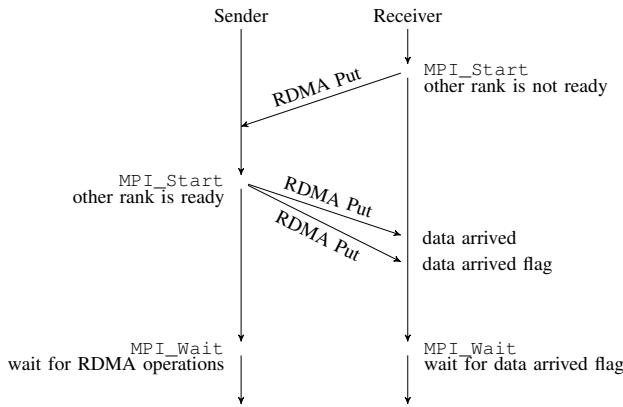 Sender
Receiver
MPI_Start
other rank is not ready
RDMA Put
MPI_Start
other rank is ready
RDMA Put
RDMA Put
data arrived
data arrived flag
MPI_Wait
wait for RDMA operations
MPI_Wait
wait for data arrived flag